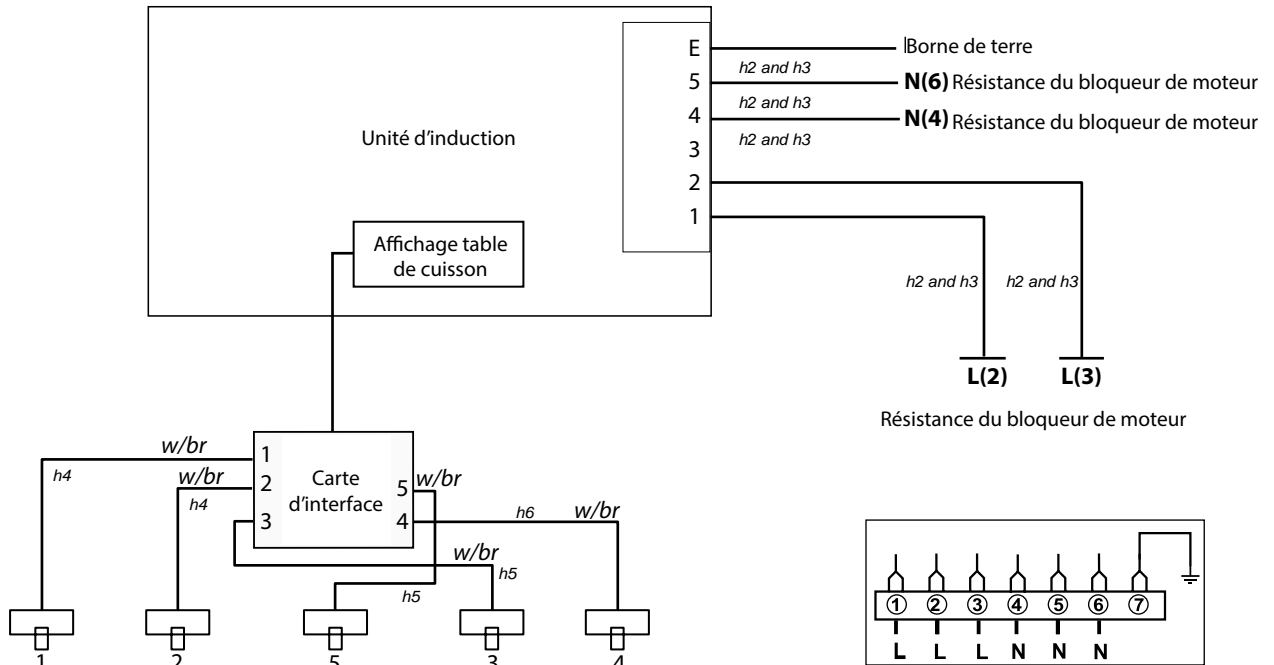 E
Borne de terre
h2 and h3
5
N(6) Résistance du bloqueur de moteur
h2 and h3
4
N(4) Résistance du bloqueur de moteur
h2 and h3
3
2
1
Unité d'induction
Affichage table
de cuisson
h2 and h3
h2 and h3
L(2)
L(3)
Résistance du bloqueur de moteur
w/br
1
h4
w/br
2
h4
3
Carte
d'interface
5
w/br
4
h6
w/br
w/br
h5
h5
1
2
5
3
4
1 2 3 4 5 6 7
L L L N N N